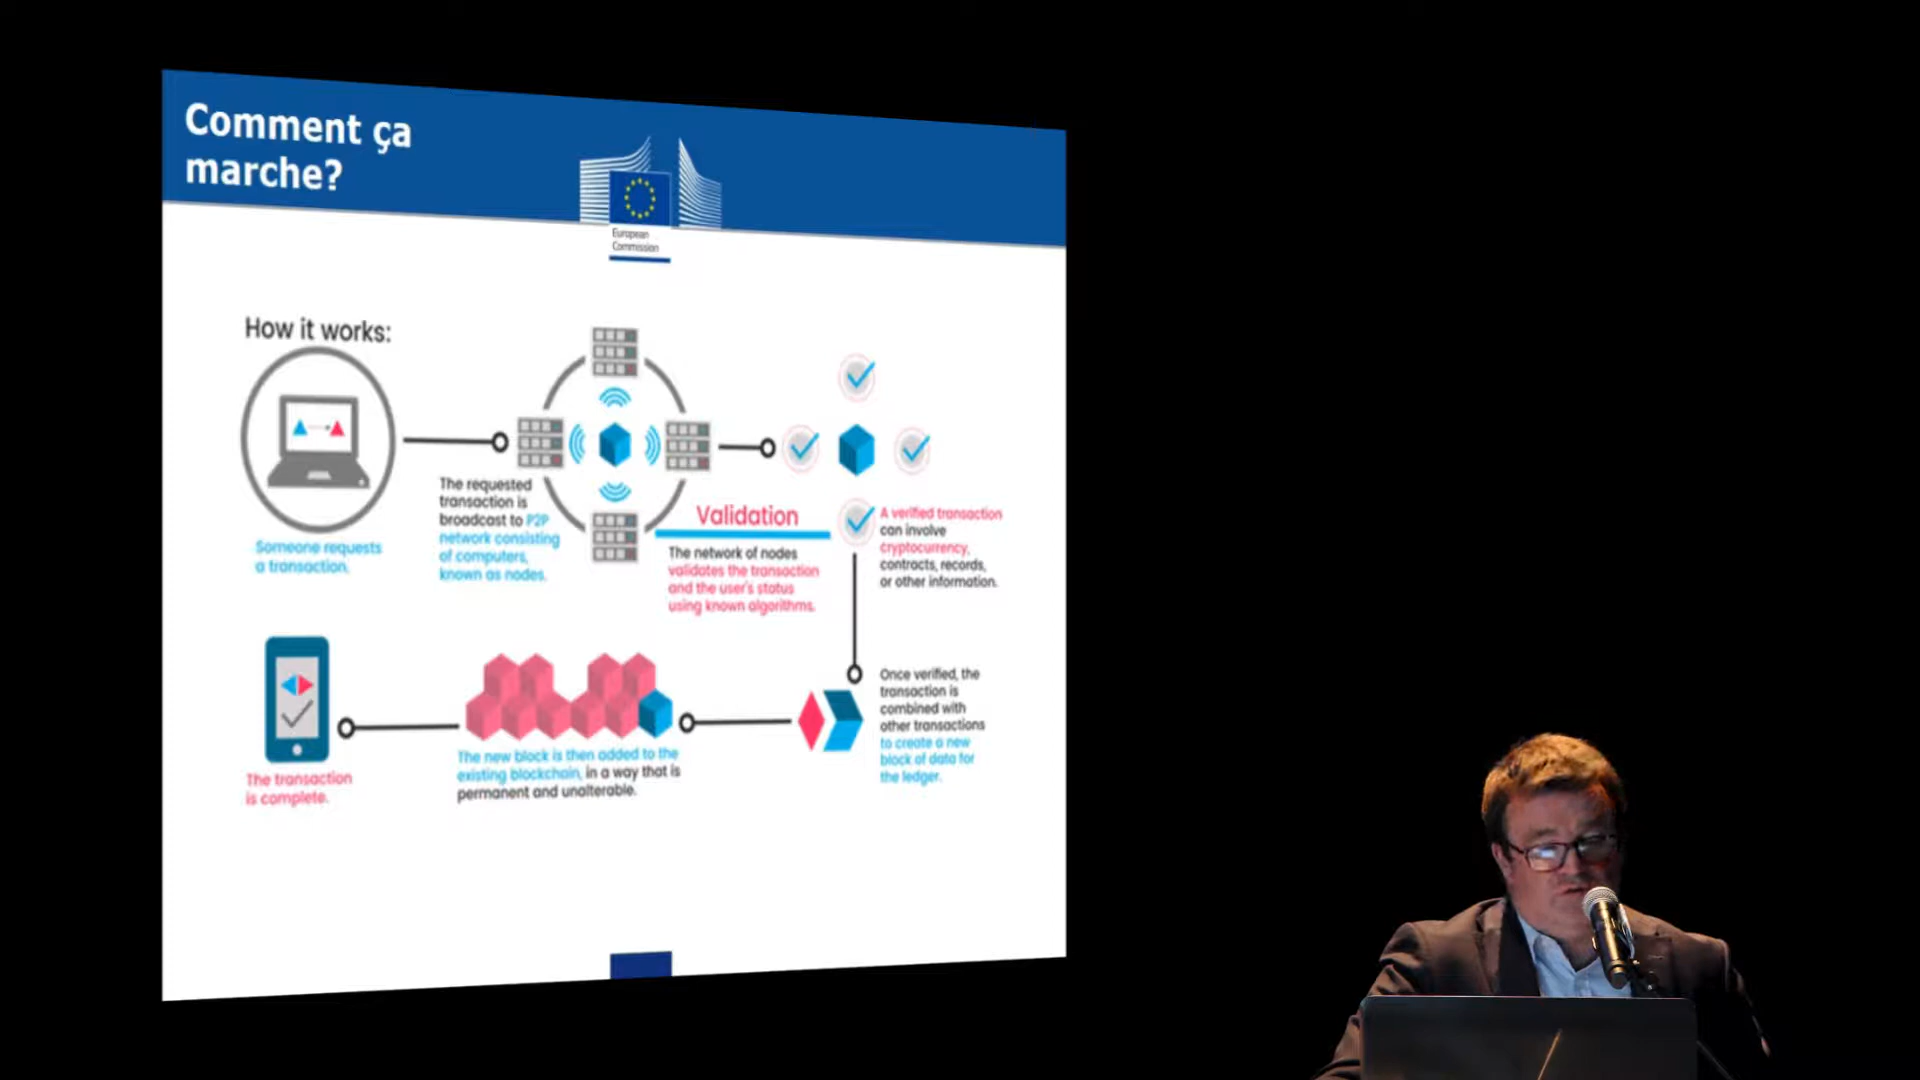 Comment ça
marche?
European
Commission
How it works:
Someone requests
a transaction.
The requested
transaction is
broadcast to P2P
network consisting
of computers,
known as nodes.
Validation
The network of nodes
validates the transaction
and the user's status
using known algorithms.
A verified transaction
can involve
cryptocurrency,
contracts, records,
or other information.
Once verified, the
transaction is
combined with
other transactions
to create a new
block of data for
the ledger.
The new block is then added to the
existing blockchain, in a way that is
permanent and unalterable.
The transaction
is complete.